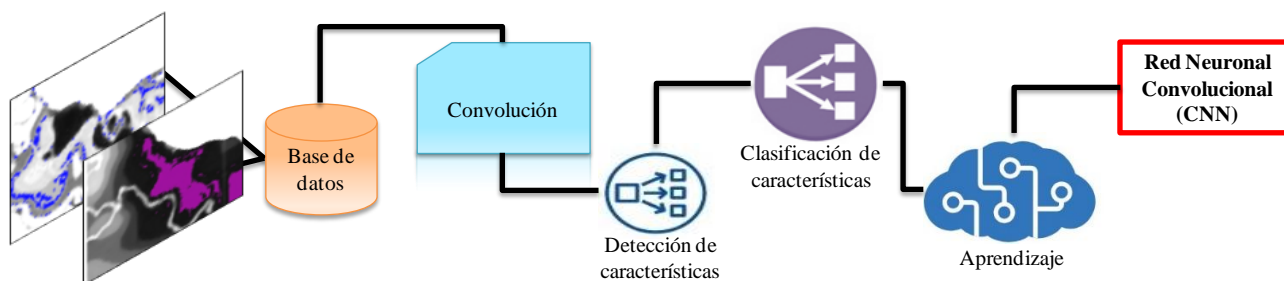 Base de
datos
Convolución
Detección de
características
Clasificación de
características
Aprendizaje
Red Neuronal
Convolucional
(CNN)